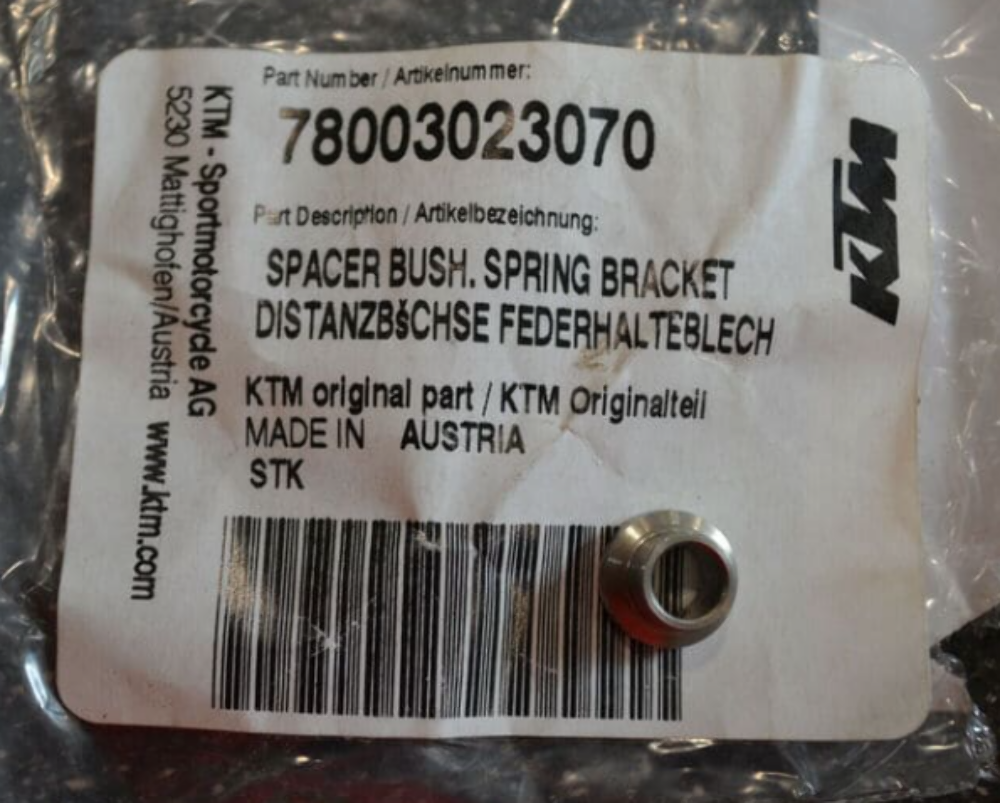 Part Number / Artikelnummer:
78003023070
Part Description / Artikelbezeichnung:
SPACER BUSH. SPRING BRACKET
DISTANZBšCHSE FEDERHALTEBLECH
KTM original part / KTM Originalteil
MADE IN AUSTRIA
STK
KTM - Sportmotorcycle AG
5230 Mattighofen/Austria www.ktm.com
KTM